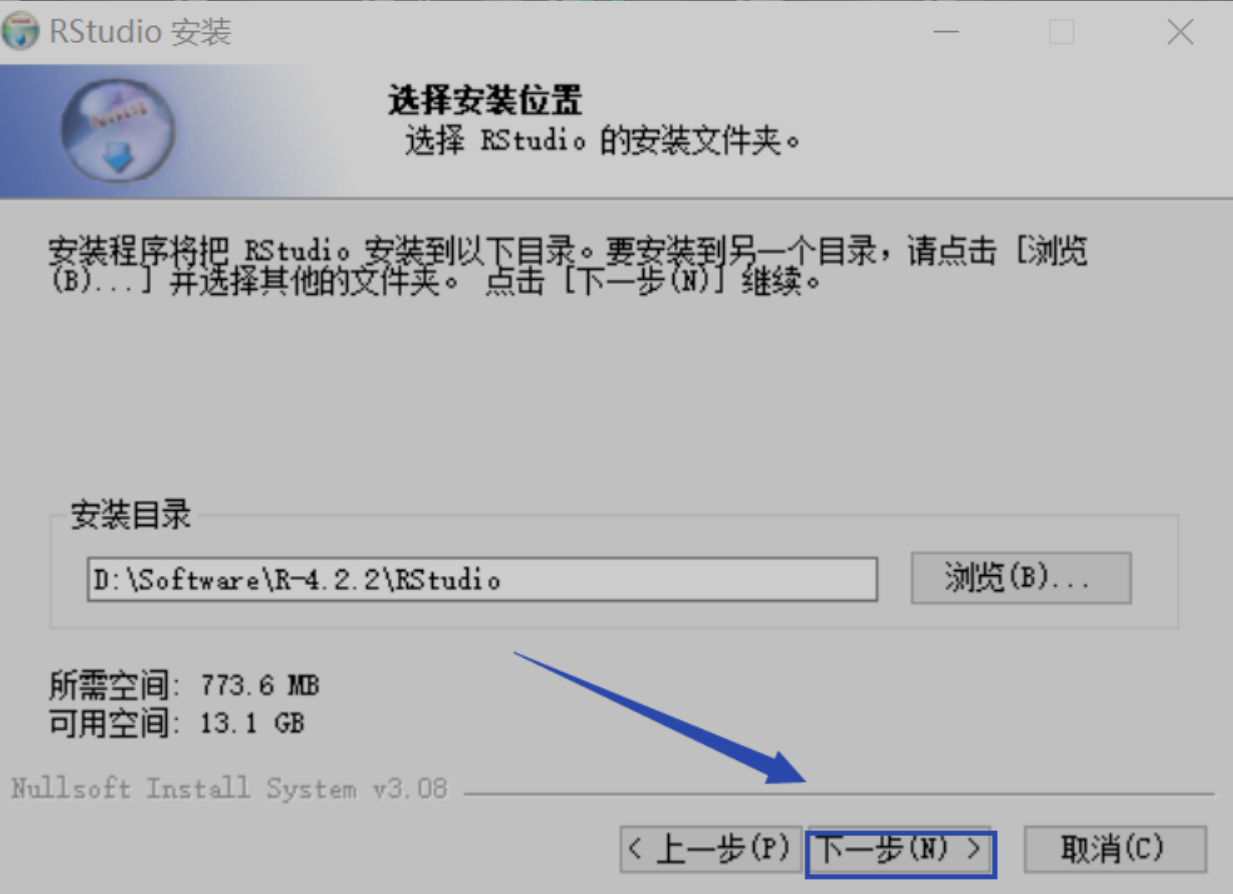 RStudio 安装
选择安装位置
选择 RStudio 的安装文件夹。
安装程序将把 RStudio 安装到以下目录。要安装到另一个目录，请点击 [浏览
(B)...] 并选择其他的文件夹。 点击 [下一步(N)] 继续。
安装目录
D:\Software\R-4.2.2\RStudio
浏览(B)...
所需空间: 773.6 MB
可用空间: 13.1 GB
Nullsoft Install System v3.08
< 上一步(P) 下一步(N) > 取消(C)